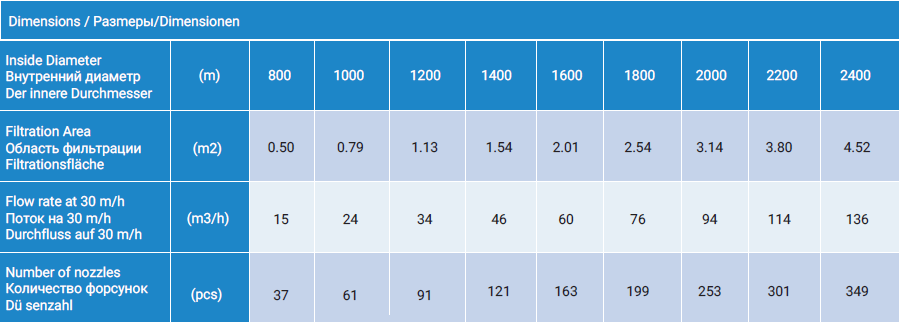 Dimensions / Размеры/Dimensionen
Inside Diameter
Внутренний диаметр
Der innere Durchmesser
(m) 800 1000 1200 1400 1600 1800 2000 2200 2400
Filtration Area
Область фильтрации
Filtrationsfläche
(m2) 0.50 0.79 1.13 1.54 2.01 2.54 3.14 3.80 4.52
Flow rate at 30 m/h
Поток на 30 m/h
Durchfluss auf 30 m/h
(m3/h) 15 24 34 46 60 76 94 114 136
Number of nozzles
Количество форсунок
Dü senzahl
(pcs) 37 61 91 121 163 199 253 301 349